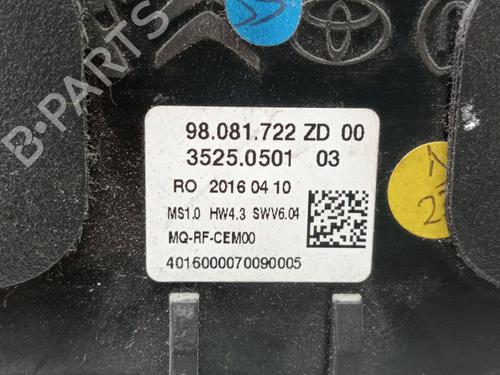 98.081.722 ZD 00
3525.0501 03
RO 2016 04 10
MS1.0 HW4.3 SWV6.04
MQ-RF-CEM00
4016000070090005
B-PARTS